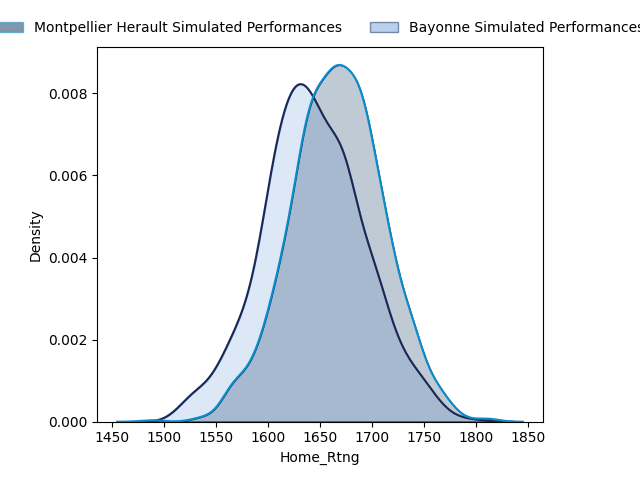 Montpellier Herault Simulated Performances Bayonne Simulated Performances
0.008
0.006
0.004
0.002
0.000
Density
1450 1500 1550 1600 1650 1700 1750 1800 1850
Home_Rtng